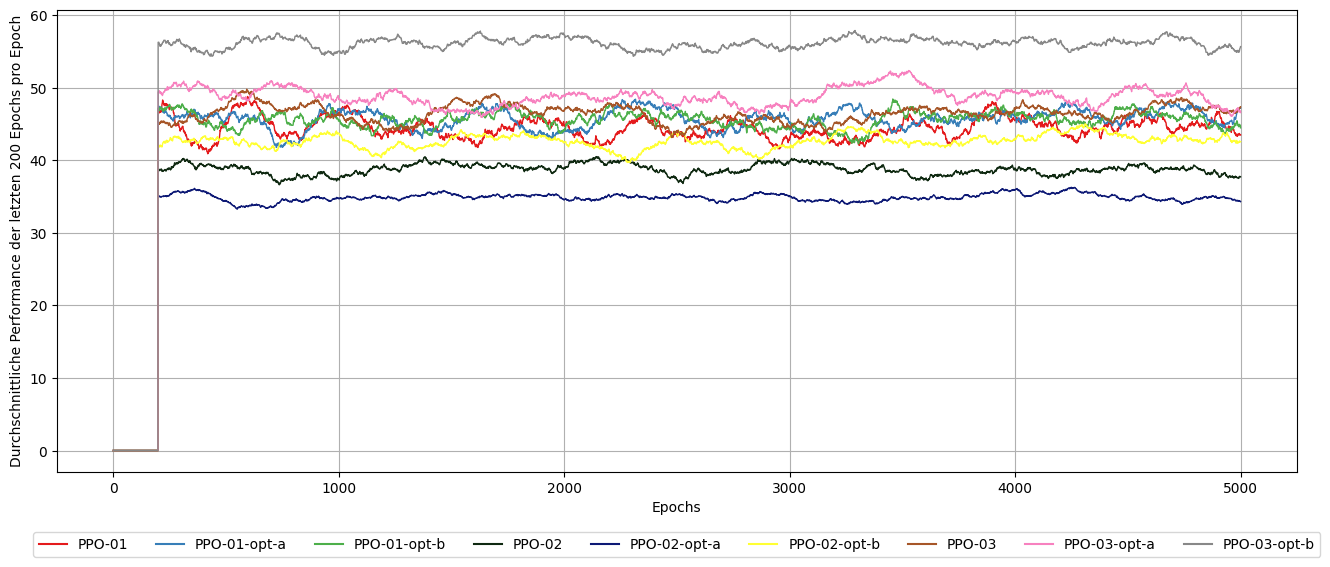 Durchschnittliche Performance der letzten 200 Epochs pro Epoch
60
50
40
30
20
10
0
0 1000 2000 3000 4000 5000
Epochs
PPO-01 PPO-01-opt-a PPO-01-opt-b PPO-02 PPO-02-opt-a PPO-02-opt-b PPO-03 PPO-03-opt-a PPO-03-opt-b